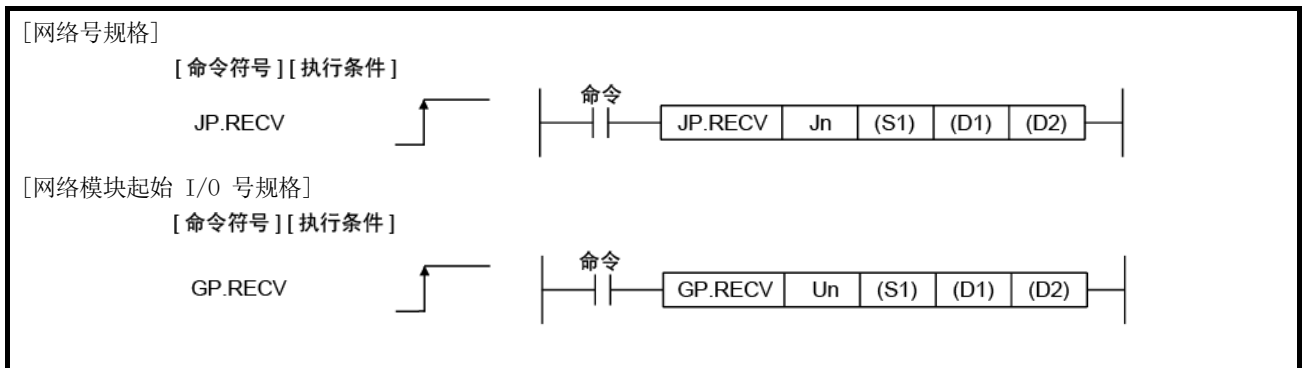 [网络号规格]
[ 命令符号 ] [ 执行条件 ]
命令
JP.RECV
JP.RECV Jn (S1) (D1) (D2)
[网络模块起始 I/O 号规格]
[ 命令符号 ] [ 执行条件 ]
命令
GP.RECV
GP.RECV Un (S1) (D1) (D2)